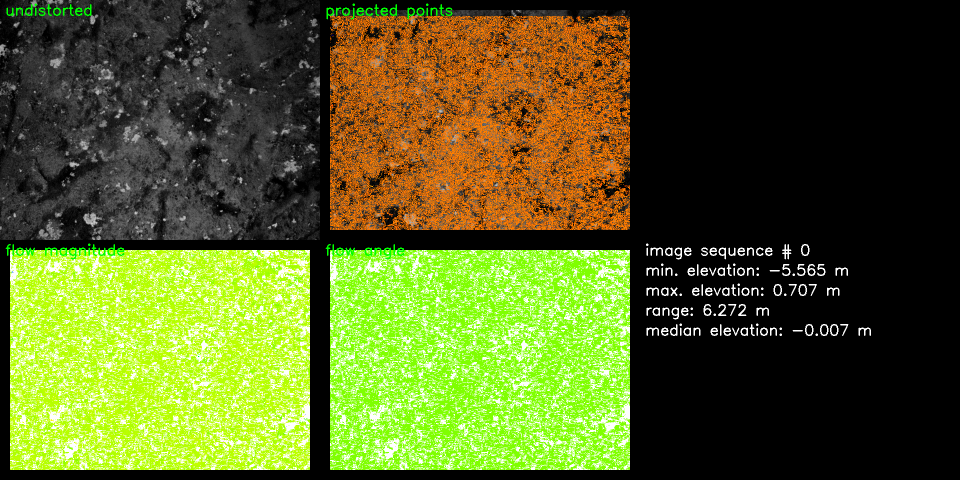 undistorted
projected points
flow magnitude
flow angle
image sequence # 0
min. elevation: −5.565 m
max. elevation: 0.707 m
range: 6.272 m
median elevation: −0.007 m